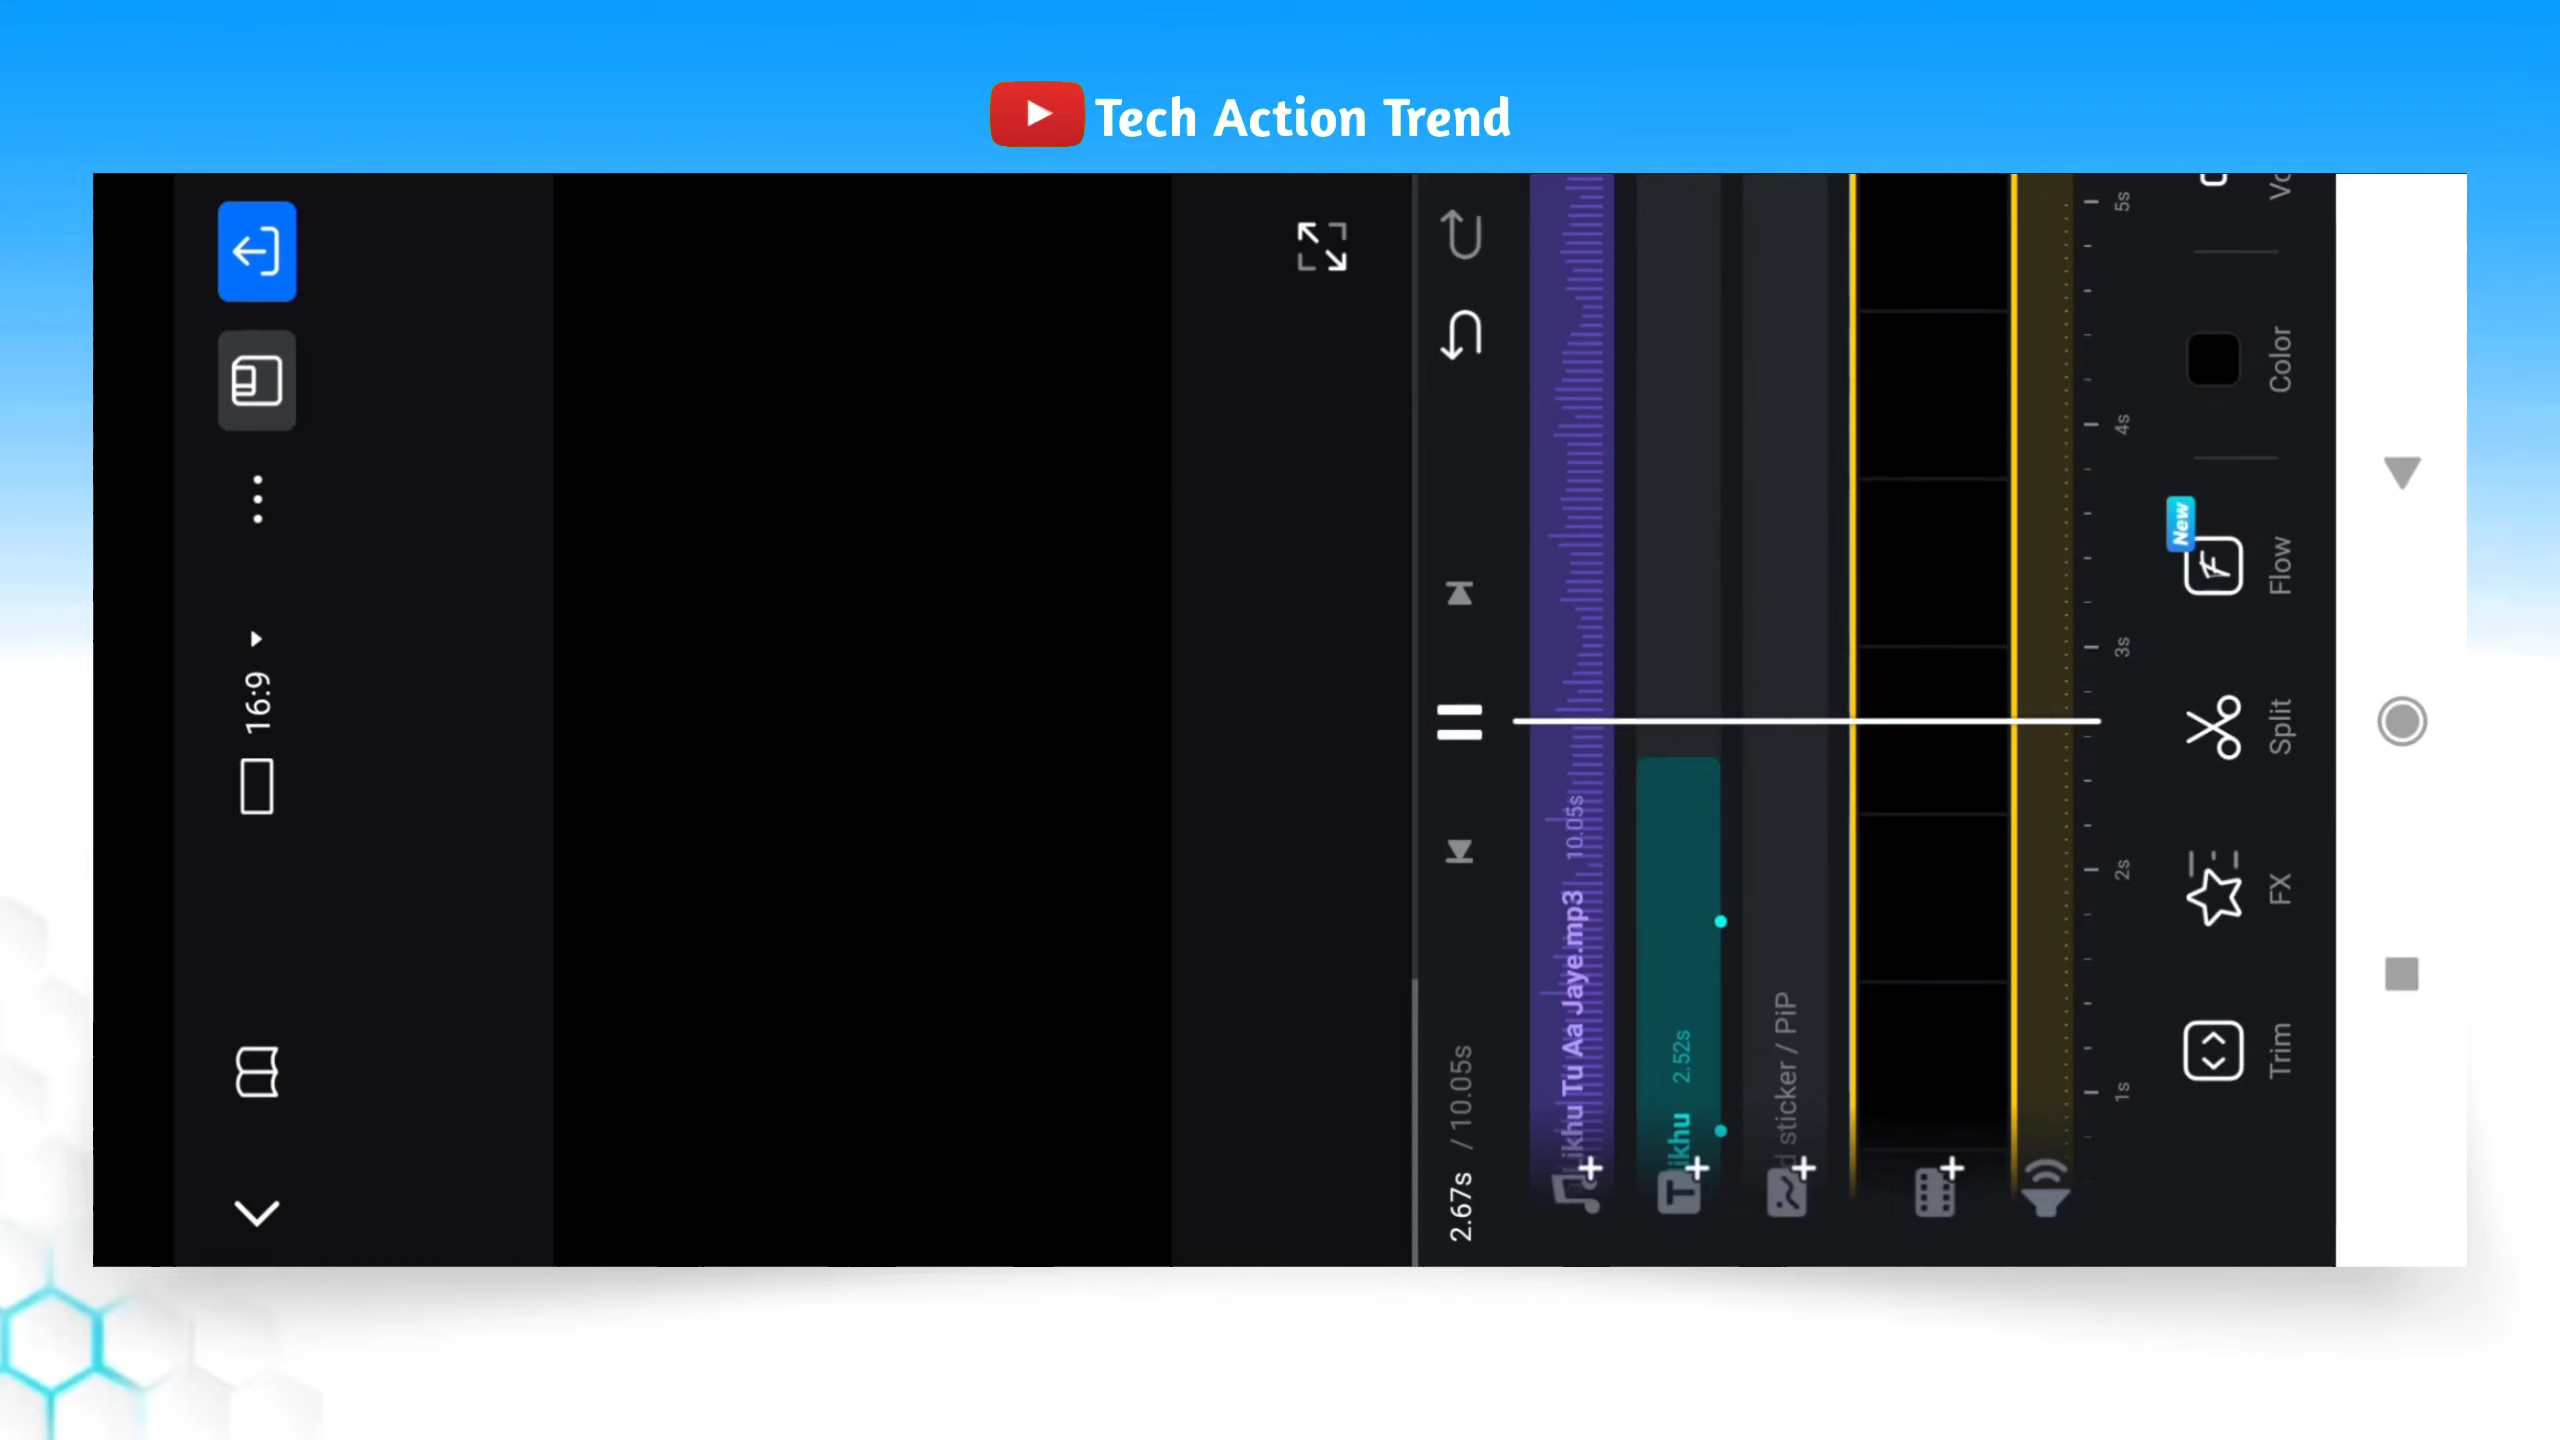 Tech Action Trend
16:9
2.67s / 10.05s
Likhu Tu Aa Jaye.mp3 10.05s
ikhu 2.52s
d sticker / PiP
1s
2s
3s
4s
5s
Trim
FX
Split
Flow
New
Color